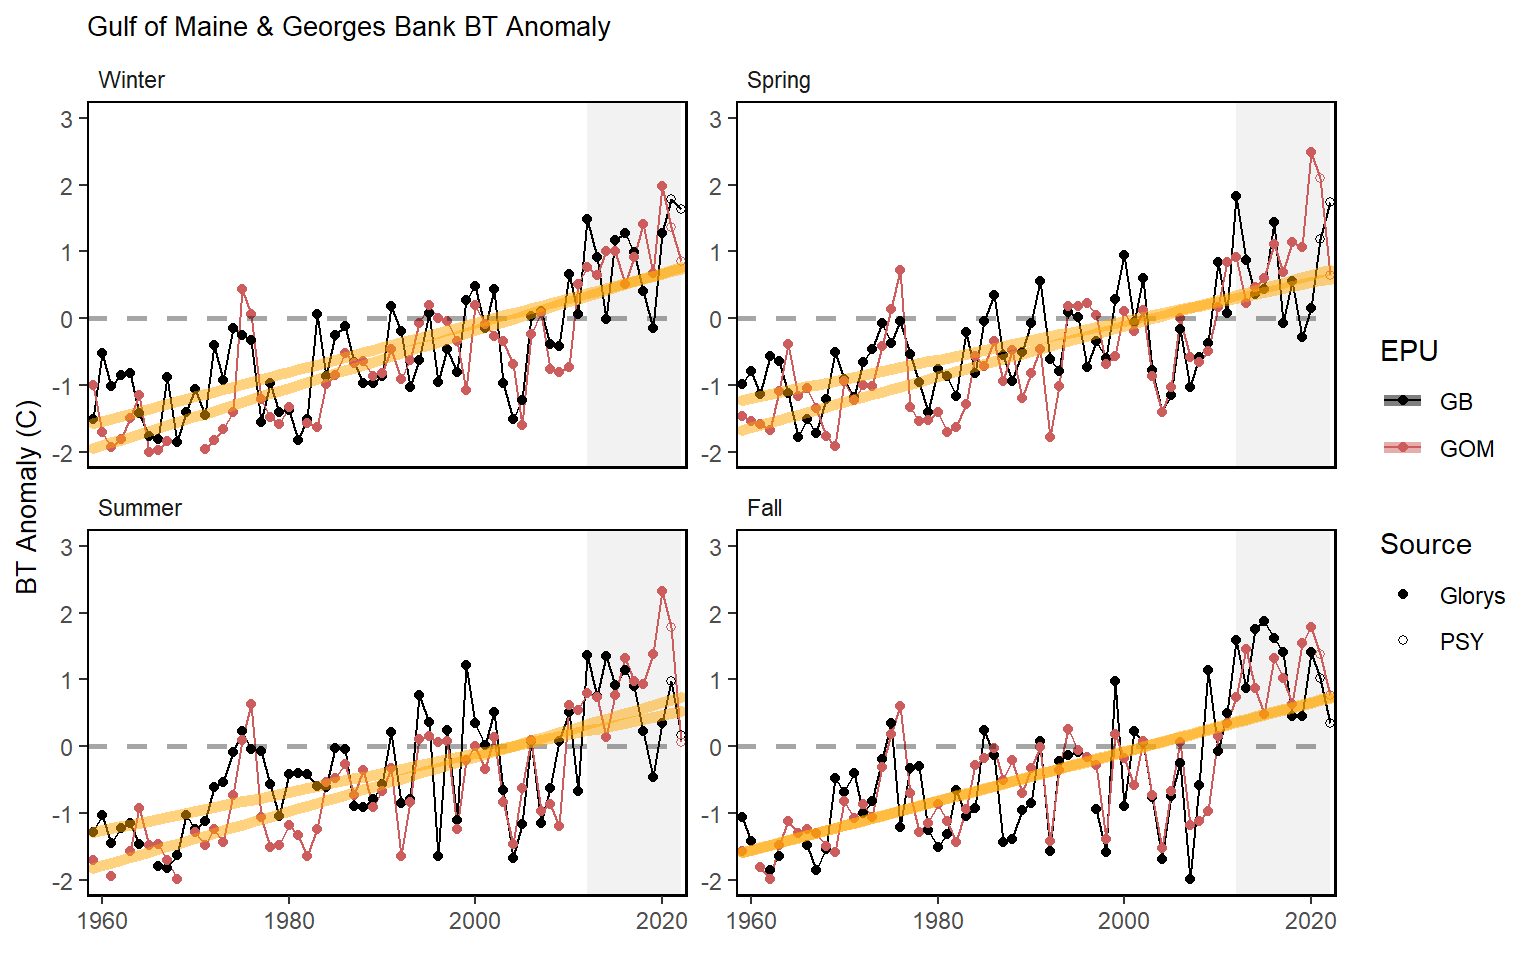 Gulf of Maine & Georges Bank BT Anomaly
Winter
Spring
3
2
1
0
-1
-2
3
2
1
0
-1
-2
BT Anomaly (C)
Summer
Fall
3
2
1
0
-1
-2
3
2
1
0
-1
-2
1960
1980
2000
2020
1960
1980
2000
2020
EPU
GB
GOM
Source
Glorys
PSY